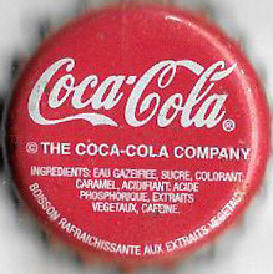 Coca-Cola®
© THE COCA-COLA COMPANY
INGREDIENTS: EAU GAZEIFIEE, SUCRE, COLORANT:
CARAMEL, ACIDIFIANT: ACIDE
PHOSPHORIQUE, EXTRAITS
VEGETAUX, CAFEINE.
BOISSON RAFRAICHISSANTE AUX EXTRAITS VEGETAUX